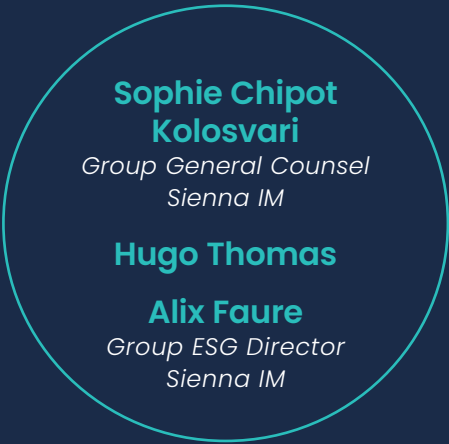 Sophie Chipot
Kolosvari
Group General Counsel
Sienna IM
Hugo Thomas
Alix Faure
Group ESG Director
Sienna IM